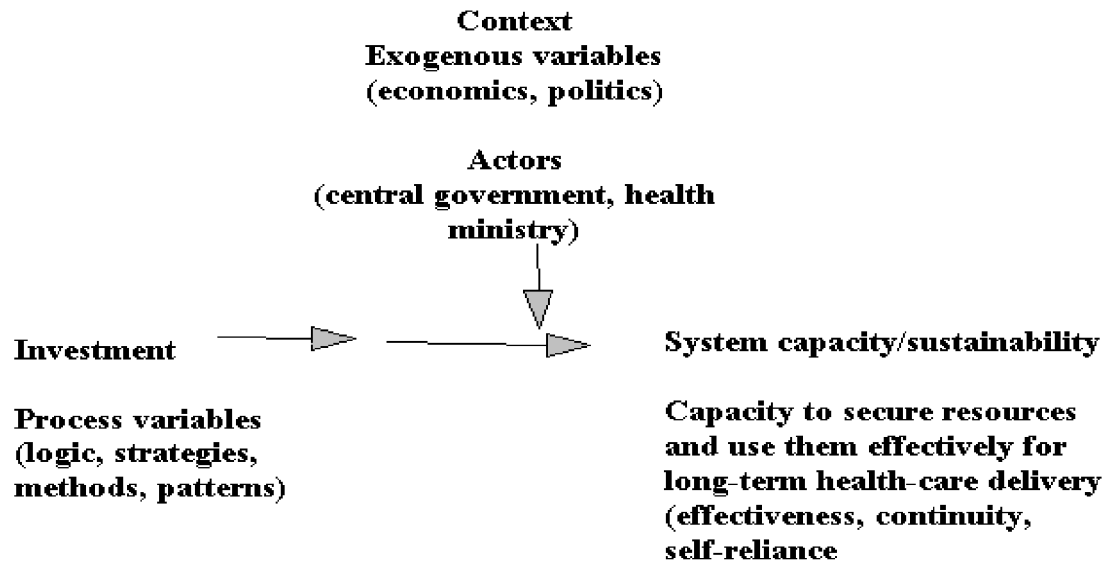 Context
Exogenous variables
(economics, politics)
Actors
(central government, health
ministry)
Investment
Process variables
(logic, strategies,
methods, patterns)
System capacity/sustainability
Capacity to secure resources
and use them effectively for
long-term health-care delivery
(effectiveness, continuity,
self-reliance